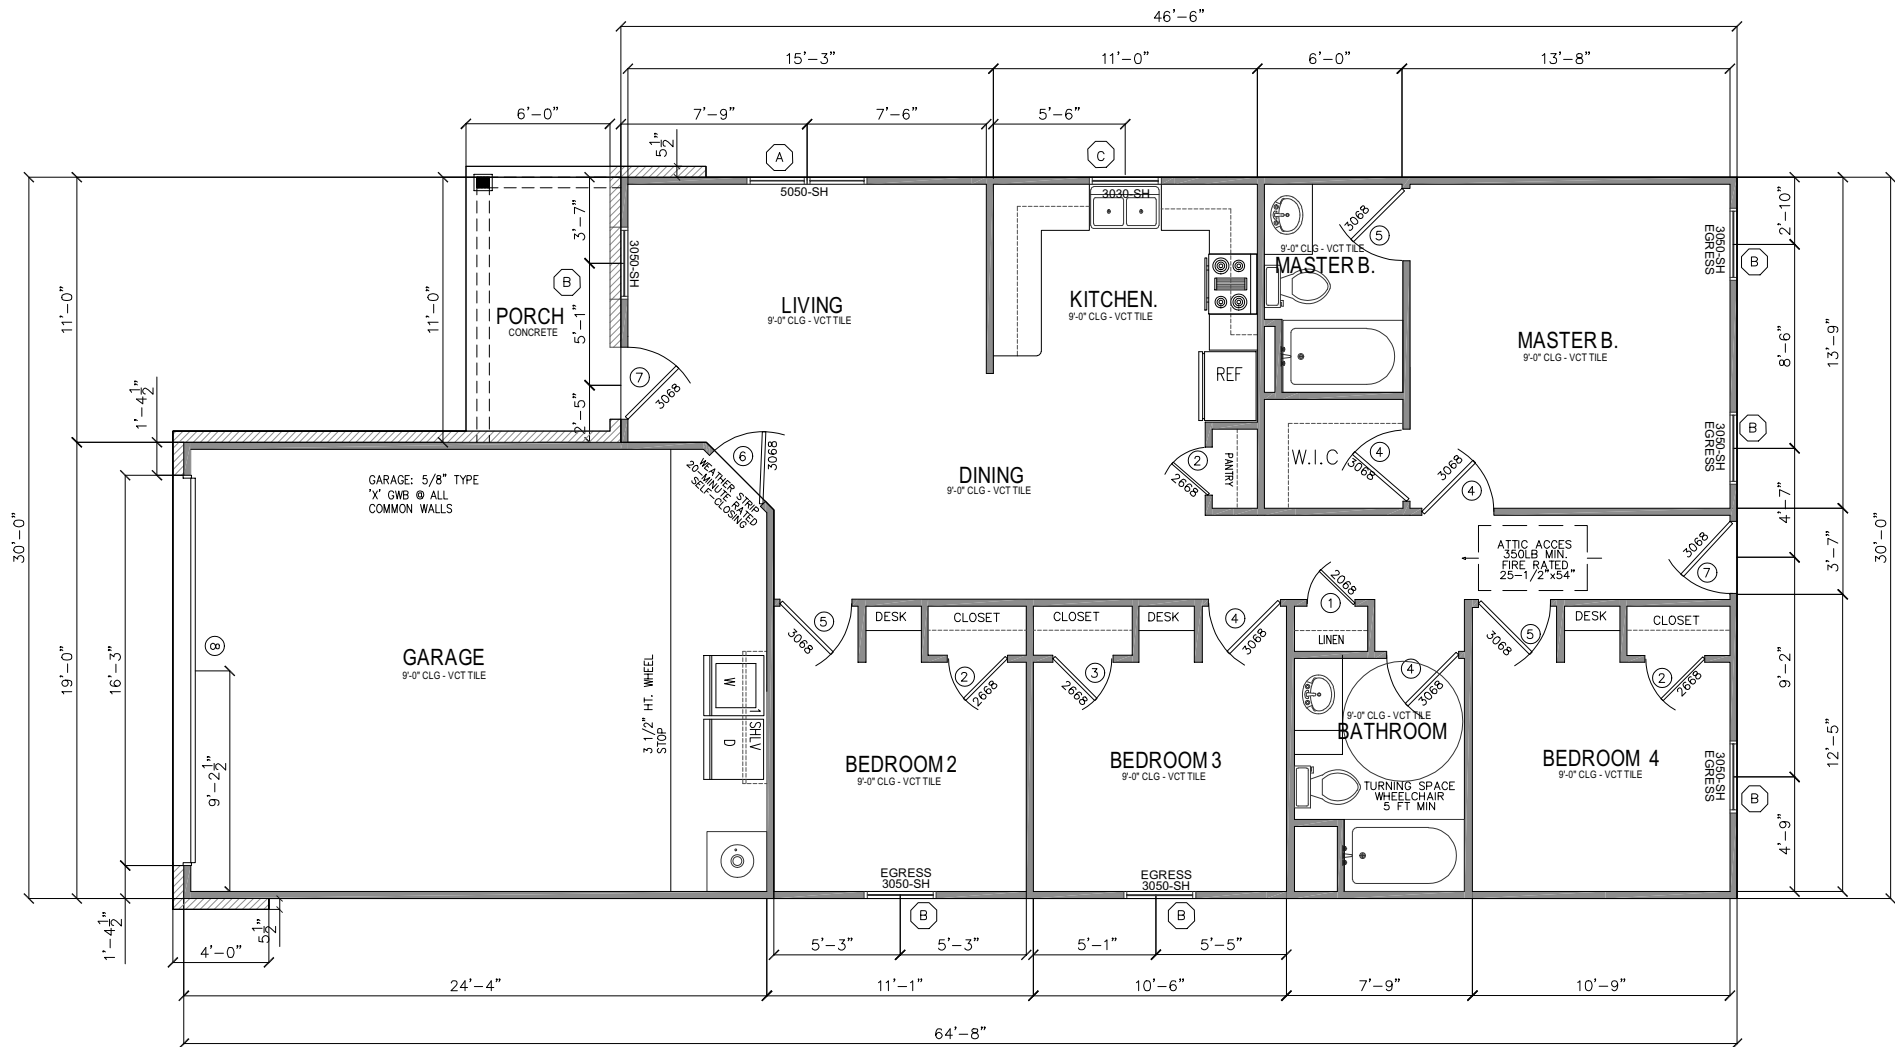 46'-6"
15'-3"
11'-0"
6'-0"
13'-8"
6'-0"
7'-9"
7'-6"
5'-6"
5 1/2"
A
C
5050-SH
3030-SH
30'-0"
11'-0"
11'-0"
3'-7"
5'-1"
2'-5"
B
3050-SH
PORCH
CONCRETE
7
3068
LIVING
9'-0" CLG - VCT TILE
KITCHEN.
9'-0" CLG - VCT TILE
REF
9'-0" CLG - VCT TILE
MASTER B.
3068
5
MASTER B.
9'-0" CLG - VCT TILE
3050-SH
EGRESS
B
3050-SH
EGRESS
B
2'-10"
8'-6"
4'-7"
13'-9"
3'-7"
30'-0"
9'-2"
12'-5"
4'-9"
1'-4 1/2"
19'-0"
16'-3"
9'-2 1/2"
8
GARAGE: 5/8" TYPE
'X' GWB @ ALL
COMMON WALLS
6
3068
WEATHER STRIP
20-MINUTE RATED
SELF-CLOSING
DINING
9'-0" CLG - VCT TILE
2
2668
PANTRY
W.I.C
4
3068
3068
4
ATTIC ACCES
350LB MIN.
FIRE RATED
25-1/2"x54"
3068
7
GARAGE
9'-0" CLG - VCT TILE
3 1/2" HT. WHEEL
STOP
W
D
1 SHLV
5
3068
DESK
CLOSET
2
2668
CLOSET
DESK
3
2668
4
3068
2068
1
LINEN
4
3068
5
3068
DESK
CLOSET
2
2668
BEDROOM 2
9'-0" CLG - VCT TILE
BEDROOM 3
9'-0" CLG - VCT TILE
9'-0" CLG - VCT TILE
BATHROOM
TURNING SPACE
WHEELCHAIR
5 FT MIN
BEDROOM 4
9'-0" CLG - VCT TILE
3050-SH
EGRESS
B
EGRESS
3050-SH
B
EGRESS
3050-SH
B
1'-4 1/2"
5 1/2"
4'-0"
5'-3"
5'-3"
5'-1"
5'-5"
24'-4"
11'-1"
10'-6"
7'-9"
10'-9"
64'-8"